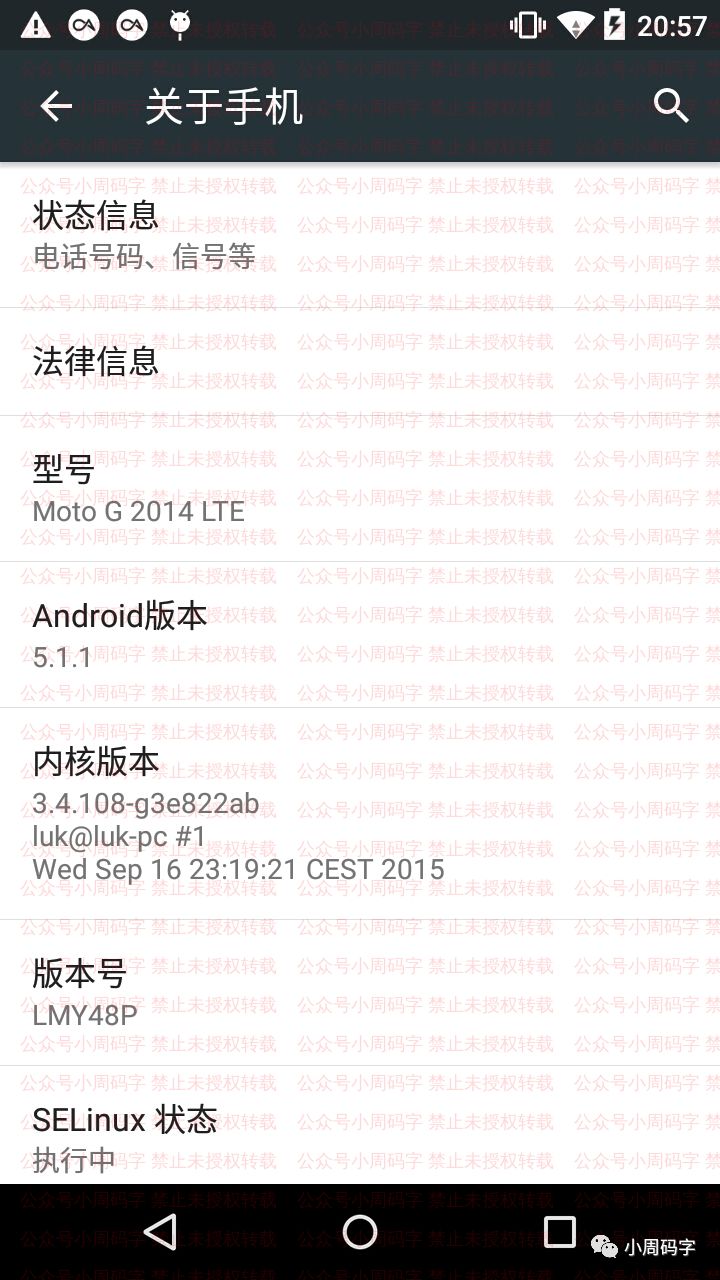 20:57
关于手机
状态信息
电话号码、信号等
法律信息
型号
Moto G 2014 LTE
Android版本
5.1.1
内核版本
3.4.108-g3e822ab
luk@luk-pc #1
Wed Sep 16 23:19:21 CEST 2015
版本号
LMY48P
SELinux 状态
执行中
小周码字
公众号小周码字 禁止未授权转载